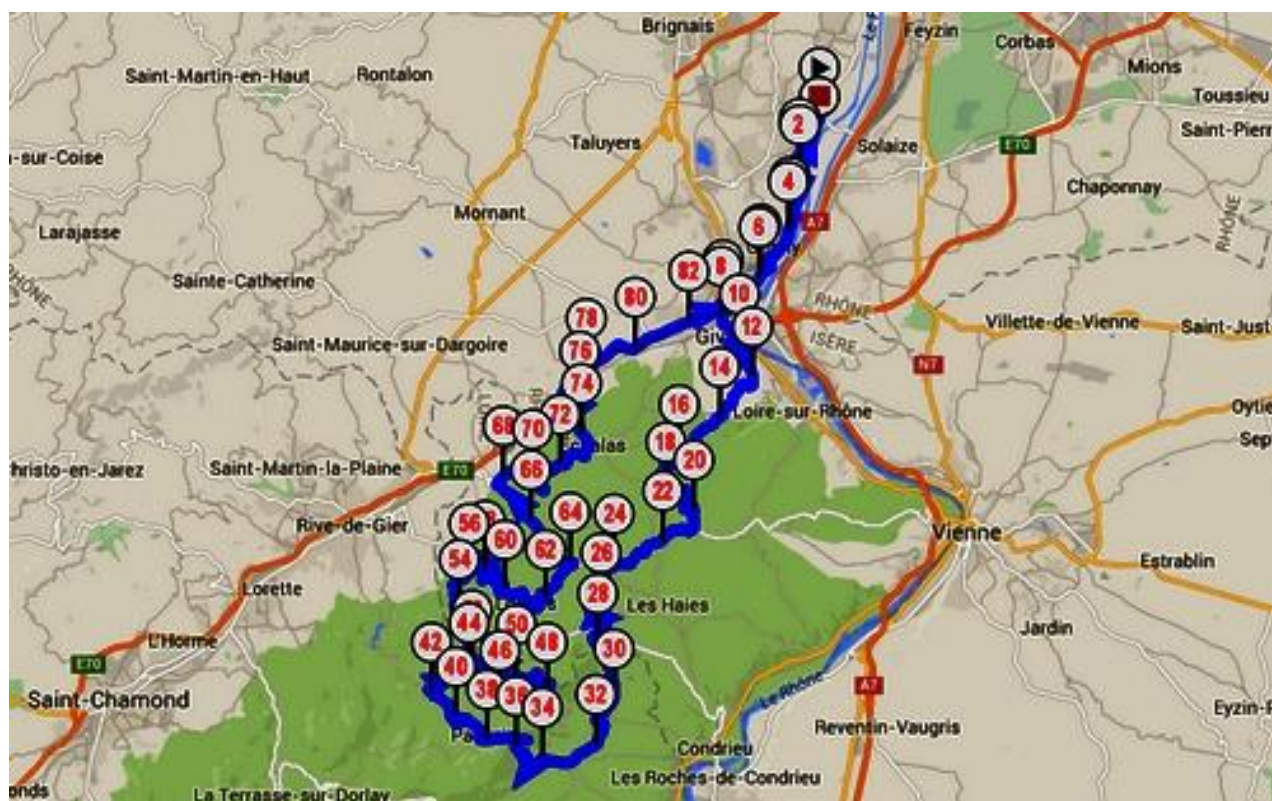 Brignais
Feyzin
Corbas
Mions
Saint-Martin-en-Haut
Rontalon
Toussieu
2
Saint-Pierr
Taluyers
Solaize
E70
-sur-Coise
4
Chaponnay
Mornant
A7
RHÔNE
Larajasse
6
RHÔNE
Sainte-Catherine
82
8
80
10
RHÔNE
78
12
Villette-de-Vienne
Saint-Just
ISÈRE
Saint-Maurice-sur-Dargoire
76
14
N7
74
16
Loire-sur-Rhône
Oytie
68
70
72
18
Sept
hristo-en-Jarez
Saint-Martin-la-Plaine
E70
66
20
22
56
64
24
Rive-de-Gier
60
62
26
Vienne
54
Estrablin
Lorette
28
Les Haies
44
50
Jardin
L'Horme
42
46
48
30
E70
40
Le Rhône
A7
Saint-Chamond
38
36
34
32
Eyzin-P
Reventin-Vaugris
Condrieu
Les Roches-de-Condrieu
onds
La Terrasse-sur-Dorlay